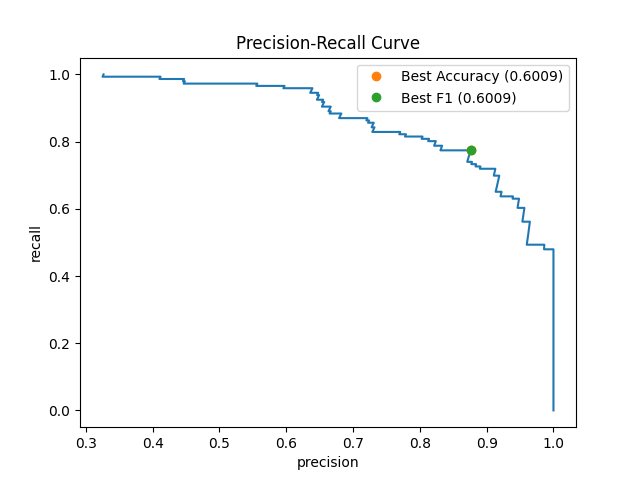 Precision-Recall Curve
Best Accuracy (0.6009)
Best F1 (0.6009)
recall
1.0
0.8
0.6
0.4
0.2
0.0
0.3 0.4 0.5 0.6 0.7 0.8 0.9 1.0
precision